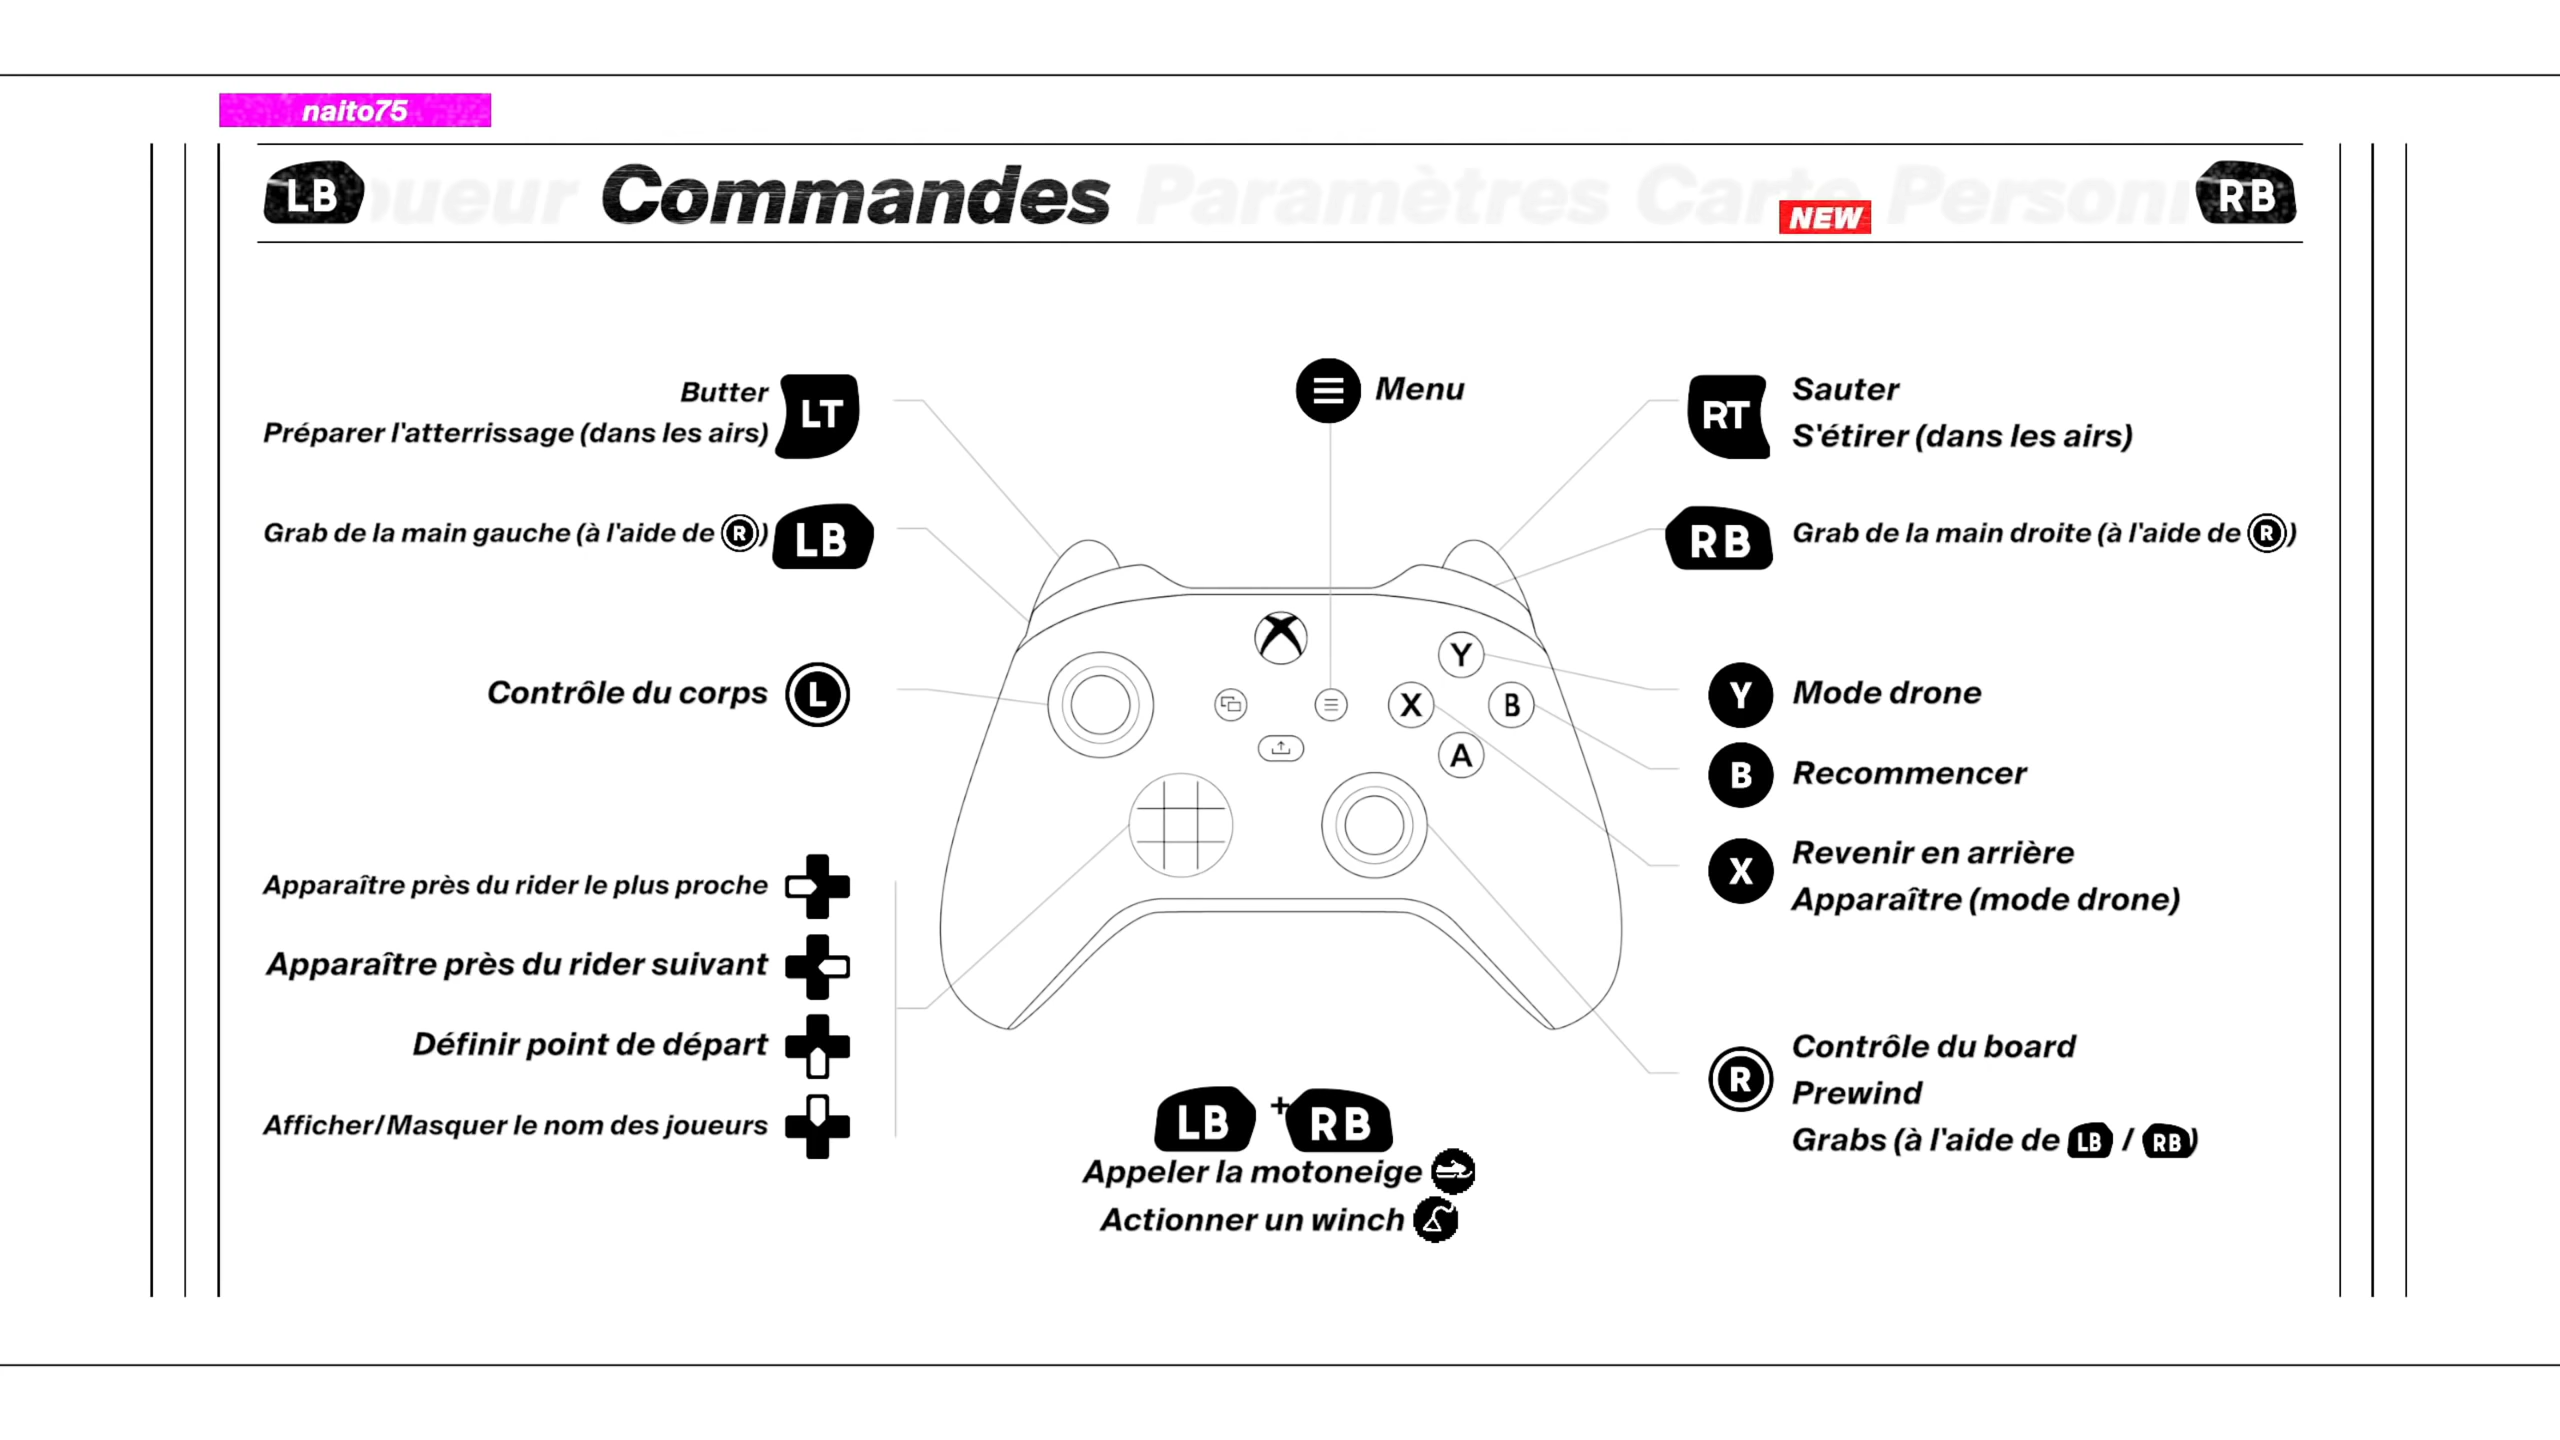 naito75
LB oueur Commandes Paramètres Carte NEW Personn RB
Butter
Préparer l'atterrissage (dans les airs)
LT
Menu
RT
Sauter
S'étirer (dans les airs)
Grab de la main gauche (à l'aide de R)
LB
RB
Grab de la main droite (à l'aide de R)
Contrôle du corps L
Y
X
B
A
Y Mode drone
B Recommencer
X
Revenir en arrière
Apparaître (mode drone)
Apparaître près du rider le plus proche
Apparaître près du rider suivant
Définir point de départ
Afficher/Masquer le nom des joueurs
LB + RB
Appeler la motoneige
Actionner un winch
R
Contrôle du board
Prewind
Grabs (à l'aide de LB / RB)